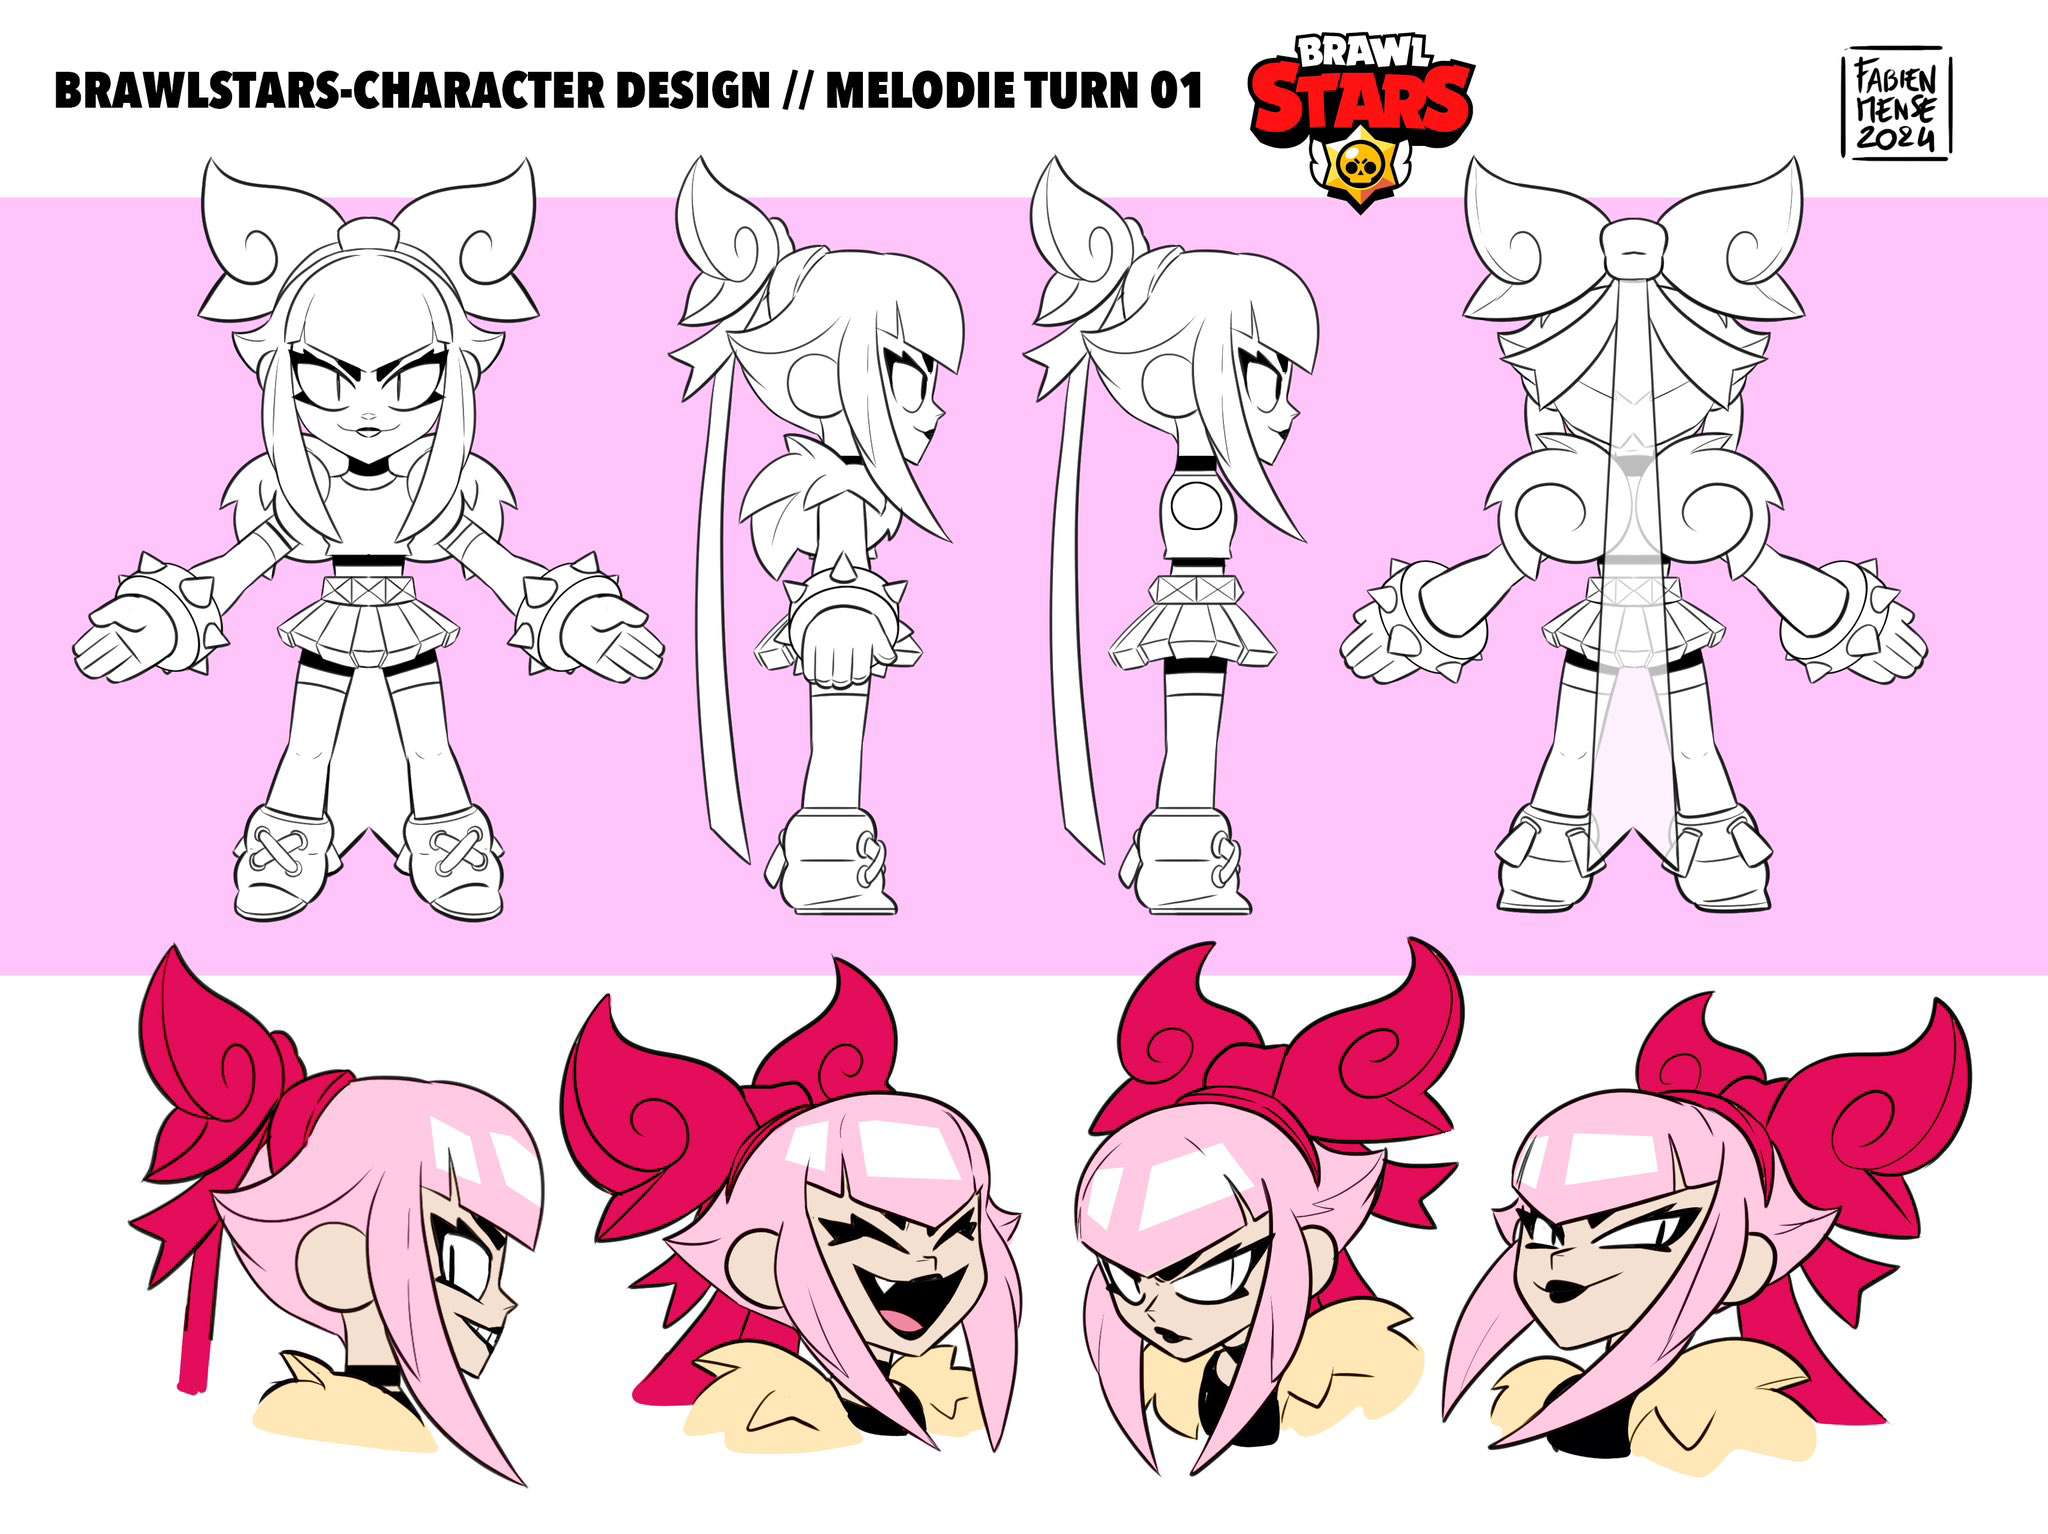 BRAWLSTARS-CHARACTER DESIGN // MELODIE TURN 01
BRAWL
STARS
FABIEN
MENSE
2024